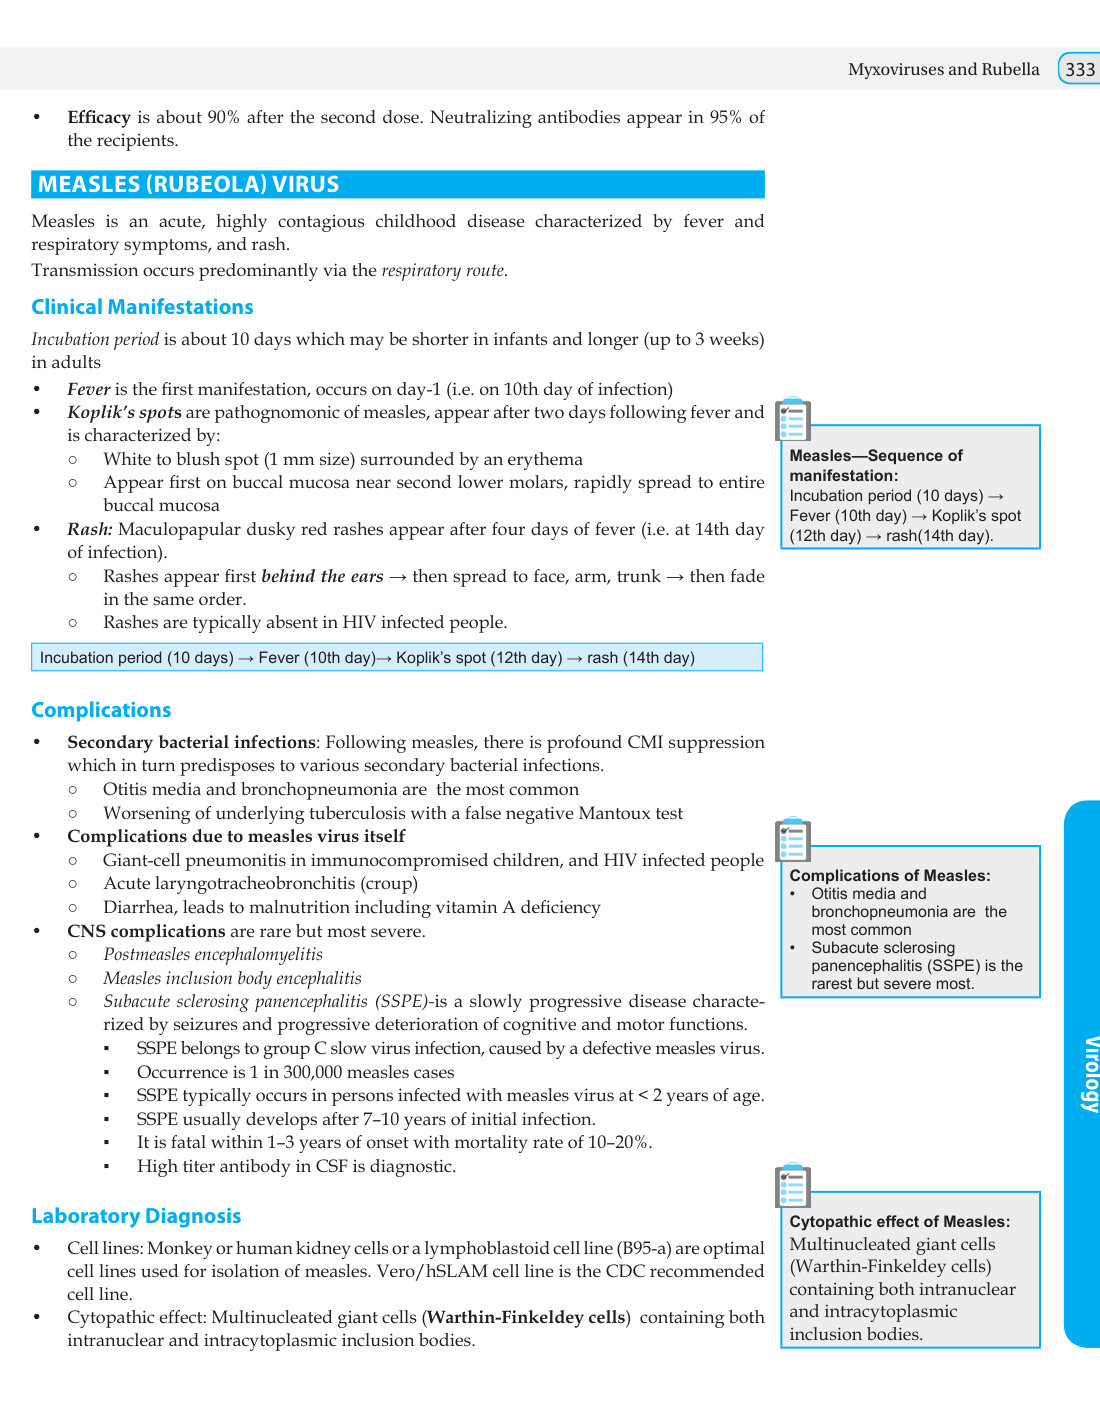 Myxoviruses and Rubella 333
• Efficacy is about 90% after the second dose. Neutralizing antibodies appear in 95% of
the recipients.
MEASLES (RUBEOLA) VIRUS
Measles is an acute, highly contagious childhood disease characterized by fever and
respiratory symptoms, and rash.
Transmission occurs predominantly via the respiratory route.
Clinical Manifestations
Incubation period is about 10 days which may be shorter in infants and longer (up to 3 weeks)
in adults
• Fever is the first manifestation, occurs on day-1 (i.e. on 10th day of infection)
• Koplik's spots are pathognomonic of measles, appear after two days following fever and
is characterized by:
○ White to blush spot (1 mm size) surrounded by an erythema
○ Appear first on buccal mucosa near second lower molars, rapidly spread to entire
buccal mucosa
• Rash: Maculopapular dusky red rashes appear after four days of fever (i.e. at 14th day
of infection).
○ Rashes appear first behind the ears → then spread to face, arm, trunk → then fade
in the same order.
○ Rashes are typically absent in HIV infected people.
Incubation period (10 days) → Fever (10th day)→ Koplik's spot (12th day) → rash (14th day)
Measles—Sequence of
manifestation:
Incubation period (10 days) →
Fever (10th day) → Koplik's spot
(12th day) → rash(14th day).
Complications
• Secondary bacterial infections: Following measles, there is profound CMI suppression
which in turn predisposes to various secondary bacterial infections.
○ Otitis media and bronchopneumonia are the most common
○ Worsening of underlying tuberculosis with a false negative Mantoux test
• Complications due to measles virus itself
○ Giant-cell pneumonitis in immunocompromised children, and HIV infected people
○ Acute laryngotracheobronchitis (croup)
○ Diarrhea, leads to malnutrition including vitamin A deficiency
• CNS complications are rare but most severe.
○ Postmeasles encephalomyelitis
○ Measles inclusion body encephalitis
○ Subacute sclerosing panencephalitis (SSPE)-is a slowly progressive disease characte-
rized by seizures and progressive deterioration of cognitive and motor functions.
▪ SSPE belongs to group C slow virus infection, caused by a defective measles virus.
▪ Occurrence is 1 in 300,000 measles cases
▪ SSPE typically occurs in persons infected with measles virus at < 2 years of age.
▪ SSPE usually develops after 7–10 years of initial infection.
▪ It is fatal within 1–3 years of onset with mortality rate of 10–20%.
▪ High titer antibody in CSF is diagnostic.
Complications of Measles:
• Otitis media and
bronchopneumonia are the
most common
• Subacute sclerosing
panencephalitis (SSPE) is the
rarest but severe most.
Virology
Laboratory Diagnosis
• Cell lines: Monkey or human kidney cells or a lymphoblastoid cell line (B95-a) are optimal
cell lines used for isolation of measles. Vero/hSLAM cell line is the CDC recommended
cell line.
• Cytopathic effect: Multinucleated giant cells (Warthin-Finkeldey cells) containing both
intranuclear and intracytoplasmic inclusion bodies.
Cytopathic effect of Measles:
Multinucleated giant cells
(Warthin-Finkeldey cells)
containing both intranuclear
and intracytoplasmic
inclusion bodies.